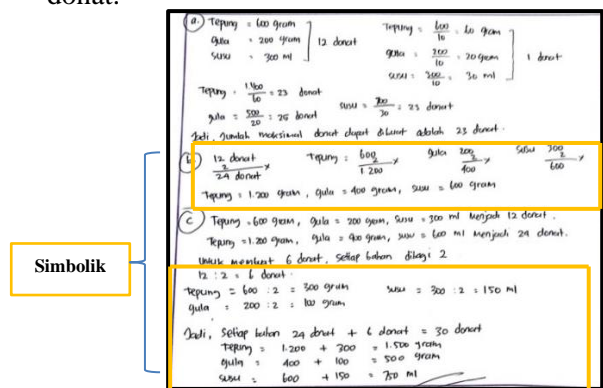 donat.
a. Tepung = 600 gram
gula = 200 gram
susu = 300 ml
12 donat
Tepung = 600/10 = 60 gram
gula = 200/10 = 20 gram
susu = 300/10 = 30 ml
1 donat
Tepung = 1.400/60 = 23 donat
gula = 500/20 = 25 donat
susu = 700/30 = 23 donat
Jadi, jumlah maksimal donat dapat dibuat adalah 23 donat.
b 12 donat
2 x
24 donat
Tepung = 600
2 x
1.200
gula 200
2 x
400
susu 300
2 x
600
Tepung = 1.200 gram, gula = 400 gram, susu = 600 gram
c Tepung = 600 gram, gula = 200 gram, susu = 300 ml menjadi 12 donat.
Tepung = 1.200 gram, gula = 400 gram, susu = 600 ml menjadi 24 donat.
Untuk membuat 6 donat, setiap bahan dibagi 2
12 : 2 = 6 donat.
Tepung = 600 : 2 = 300 gram
susu = 300 : 2 = 150 ml
gula = 200 : 2 = 100 gram
Jadi, setiap bahan 24 donat + 6 donat = 30 donat
Tepung = 1.200 + 300 = 1.500 gram
gula = 400 + 100 = 500 gram
susu = 600 + 150 = 750 ml
Simbolik